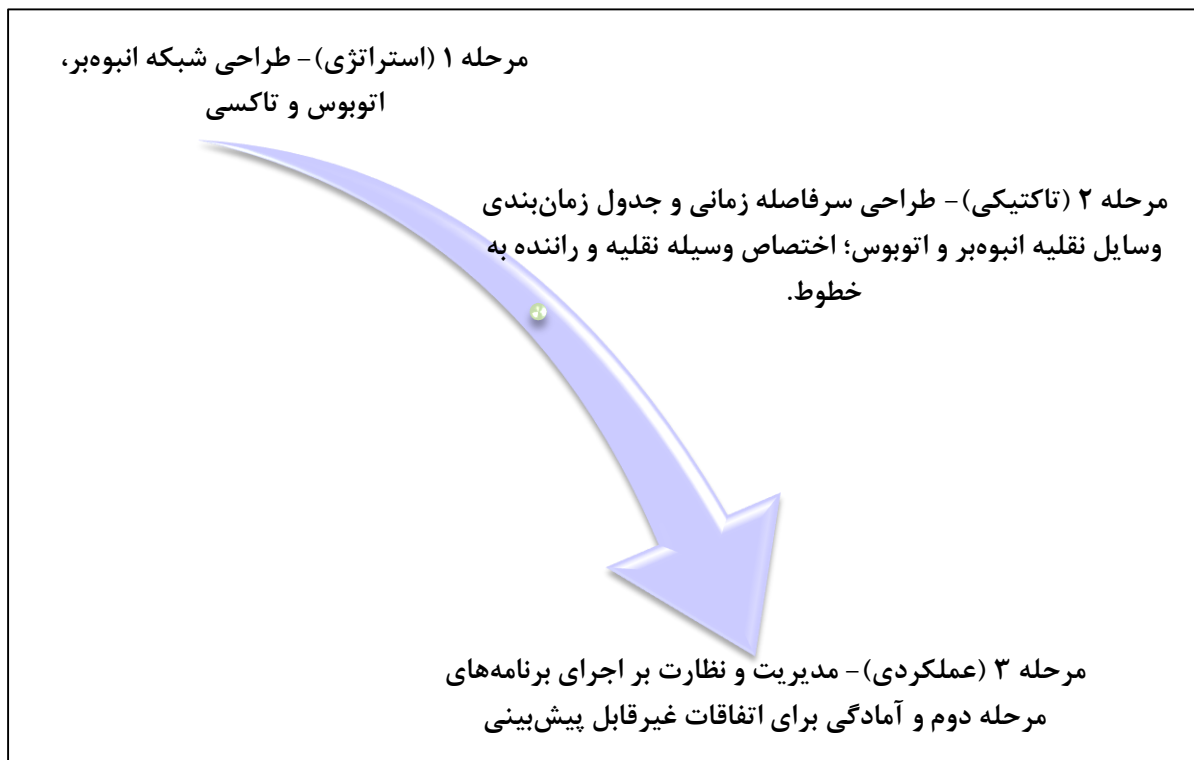 مرحله ۱ (استراتژی)- طراحی شبکه انبوه‌بر،
اتوبوس و تاکسی
مرحله ۲ (تاکتیکی)- طراحی سرفاصله زمانی و جدول زمان‌بندی
وسایل نقلیه انبوه‌بر و اتوبوس؛ اختصاص وسیله نقلیه و راننده به
خطوط.
مرحله ۳ (عملکردی)- مدیریت و نظارت بر اجرای برنامه‌های
مرحله دوم و آمادگی برای اتفاقات غیرقابل پیش‌بینی